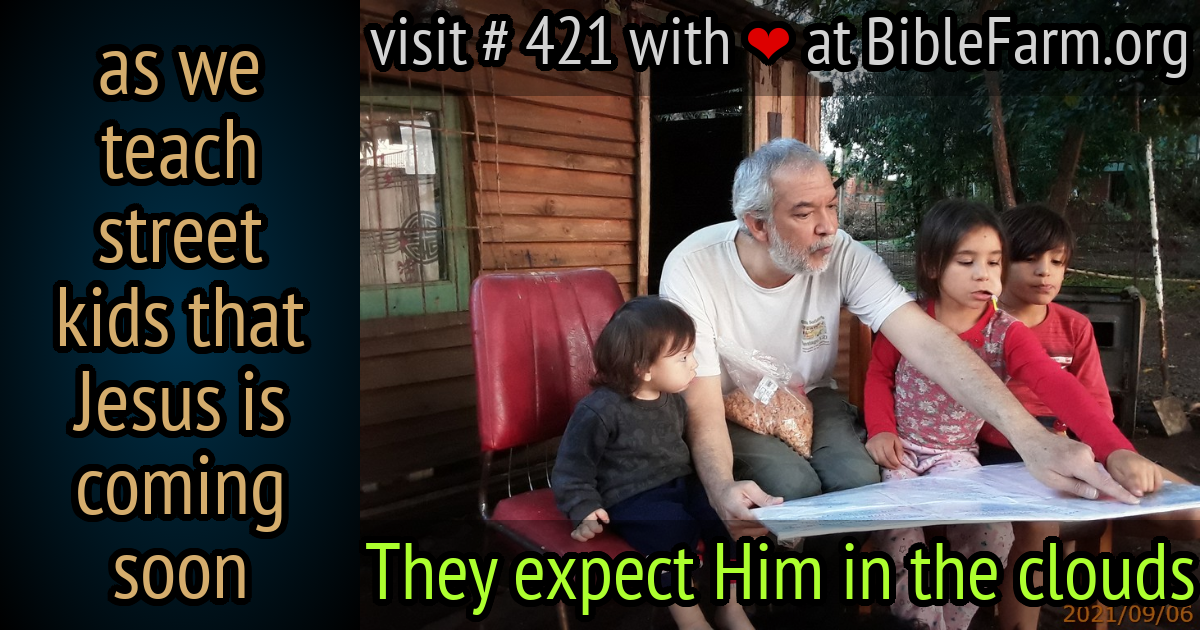 as we
teach
street
kids that
Jesus is
coming
soon
visit # 421 with ❤ at BibleFarm.org
They expect Him in the clouds
2021/09/06